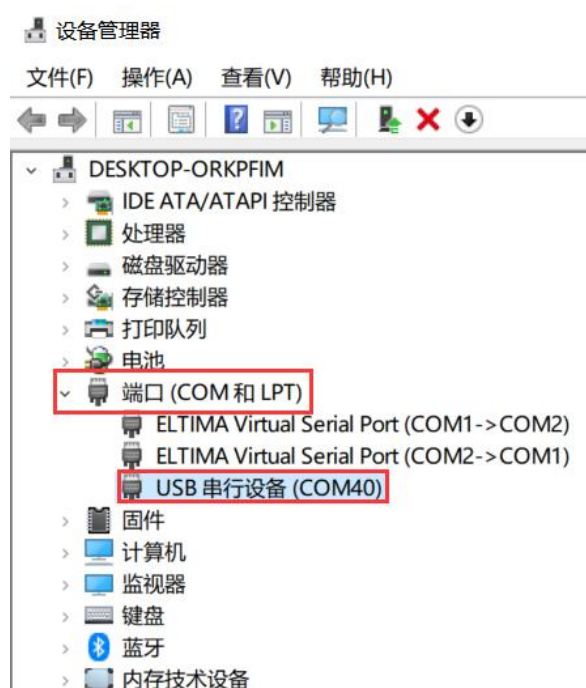 设备管理器
文件(F) 操作(A) 查看(V) 帮助(H)
DESKTOP-ORKPFIM
IDE ATA/ATAPI 控制器
处理器
磁盘驱动器
存储控制器
打印队列
电池
端口 (COM 和 LPT)
ELTIMA Virtual Serial Port (COM1->COM2)
ELTIMA Virtual Serial Port (COM2->COM1)
USB 串行设备 (COM40)
固件
计算机
监视器
键盘
蓝牙
内存技术设备